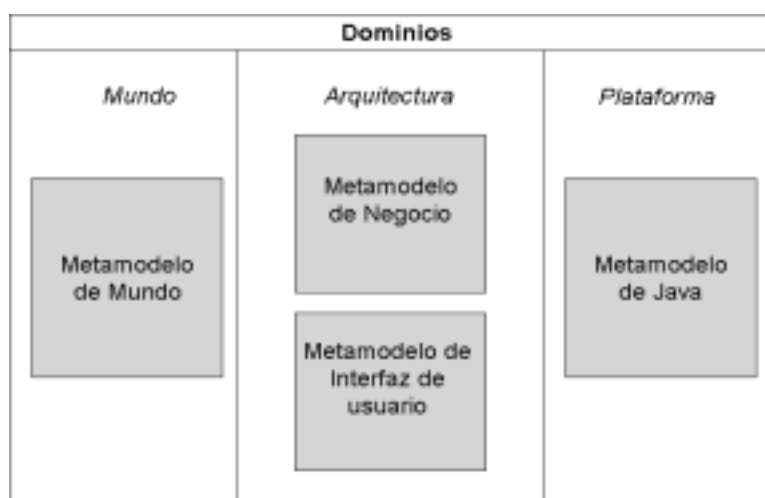 Dominios
Mundo
Arquitectura
Plataforma
Metamodelo
de Mundo
Metamodelo
de Negocio
Metamodelo de
Interfaz de
usuario
Metamodelo
de Java